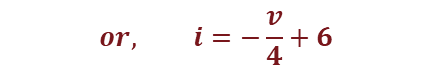 or, i = −v/4 + 6